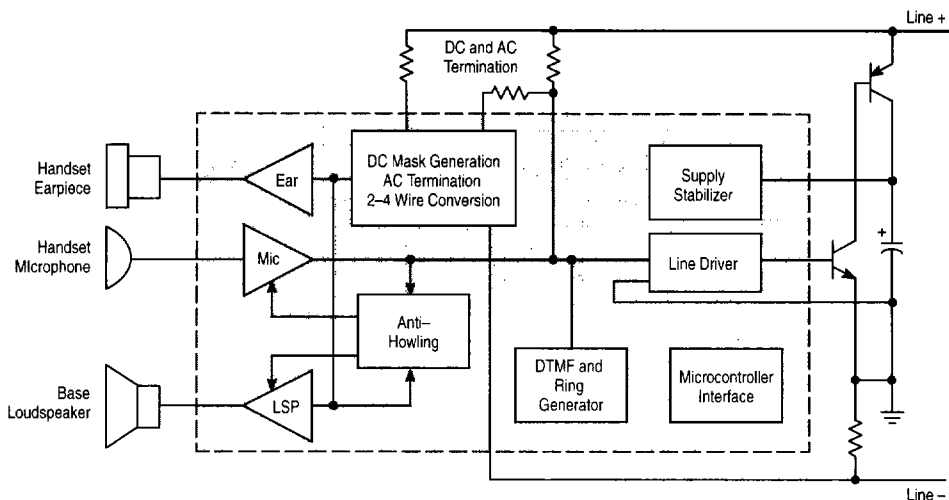 Line +
DC and AC
Termination
Handset
Earpiece
Ear
DC Mask Generation
AC Termination
2–4 Wire Conversion
Supply
Stabilizer
+
Handset
MIcrophone
Mic
Line Driver
Anti–
Howling
DTMF and
Ring
Generator
Microcontroller
Interface
Base
Loudspeaker
LSP
Line –